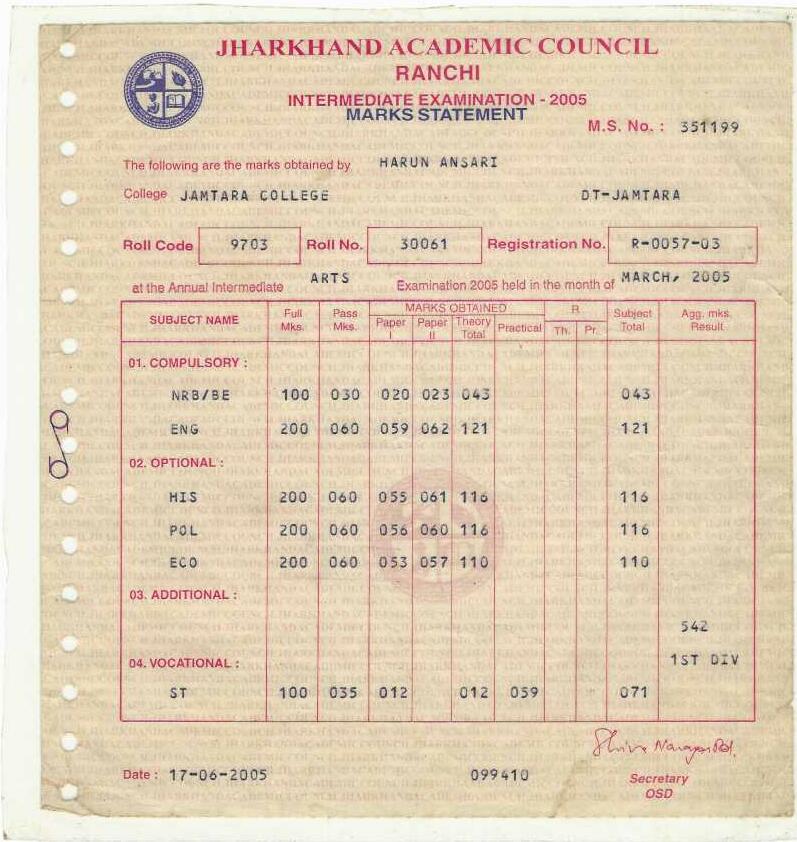 JHARKHAND ACADEMIC COUNCIL
RANCHI
INTERMEDIATE EXAMINATION - 2005
MARKS STATEMENT
M.S. No. : 351199
The following are the marks obtained by HARUN ANSARI
College JAMTARA COLLEGE DT-JAMTARA
Roll Code 9703 Roll No. 30061 Registration No. R-0057-03
at the Annual Intermediate ARTS Examination 2005 held in the month of MARCH, 2005
SUBJECT NAME Full Mks. Pass Mks. MARKS OBTAINED R Subject Total Agg. mks. Result
Paper I Paper II Theory Total Practical Th. Pr.
01. COMPULSORY :
NRB/BE 100 030 020 023 043 043
ENG 200 060 059 062 121 121
02. OPTIONAL :
HIS 200 060 055 061 116 116
POL 200 060 056 060 116 116
ECO 200 060 053 057 110 110
03. ADDITIONAL :
542
04. VOCATIONAL : 1ST DIV
ST 100 035 012 012 059 071
Date : 17-06-2005 099410
Secretary
OSD